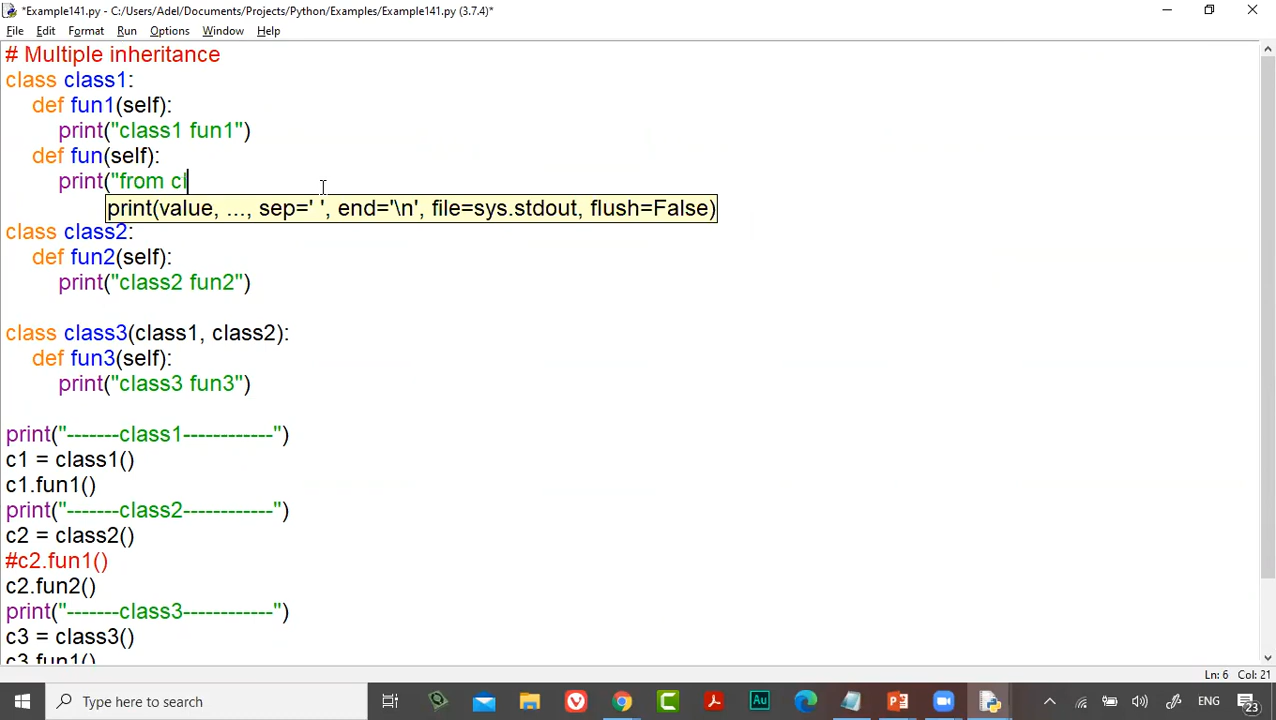 *Example141.py - C:/Users/Adel/Documents/Projects/Python/Examples/Example141.py (3.7.4)*
File Edit Format Run Options Window Help
# Multiple inheritance
class class1:
    def fun1(self):
        print("class1 fun1")
    def fun(self):
        print("from cl
print(value, ..., sep=' ', end='\n', file=sys.stdout, flush=False)
class class2:
    def fun2(self):
        print("class2 fun2")
class class3(class1, class2):
    def fun3(self):
        print("class3 fun3")
print("-------class1------------")
c1 = class1()
c1.fun1()
print("-------class2------------")
c2 = class2()
#c2.fun1()
c2.fun2()
print("-------class3------------")
c3 = class3()
c3.fun1()
Ln: 6 Col: 21
Type here to search
Au
ENG
23